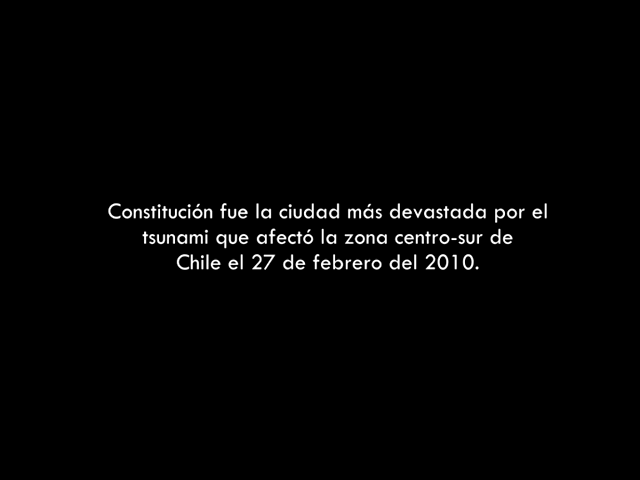 Constitución fue la ciudad más devastada por el
tsunami que afectó la zona centro-sur de
Chile el 27 de febrero del 2010.